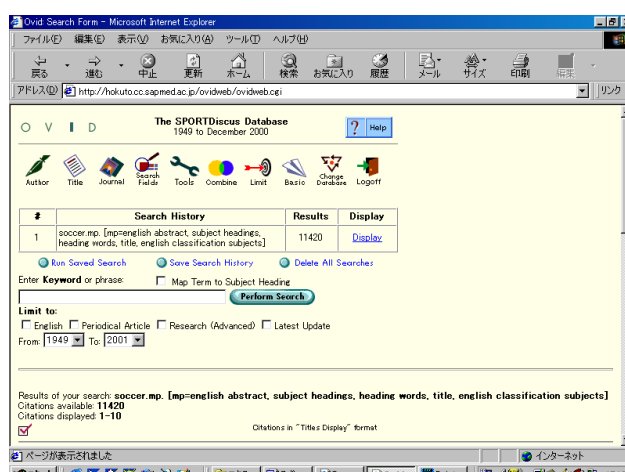 Ovid: Search Form - Microsoft Internet Explorer
ファイル(F) 編集(E) 表示(V) お気に入り(A) ツール(T) ヘルプ(H)
戻る 進む 中止 更新 ホーム 検索 お気に入り 履歴 メール サイズ 印刷 編集
アドレス(D) http://hokuto.cc.sapmed.ac.jp/ovidweb/ovidweb.cgi リンク
O V I D
The SPORTDiscus Database
1949 to December 2000
? Help
Author Title Journal Search Fields Tools Combine Limit Basic Change Database Logoff
# Search History Results Display
1 soccer.mp. [mp=english abstract, subject headings, heading words, title, english classification subjects] 11420 Display
Run Saved Search Save Search History Delete All Searches
Enter Keyword or phrase: Map Term to Subject Heading
Perform Search
Limit to:
English Periodical Article Research (Advanced) Latest Update
From: 1949 To: 2001
Results of your search: soccer.mp. [mp=english abstract, subject headings, heading words, title, english classification subjects]
Citations available: 11420
Citations displayed: 1-10
Citations in "Titles Display" format
ページが表示されました インターネット